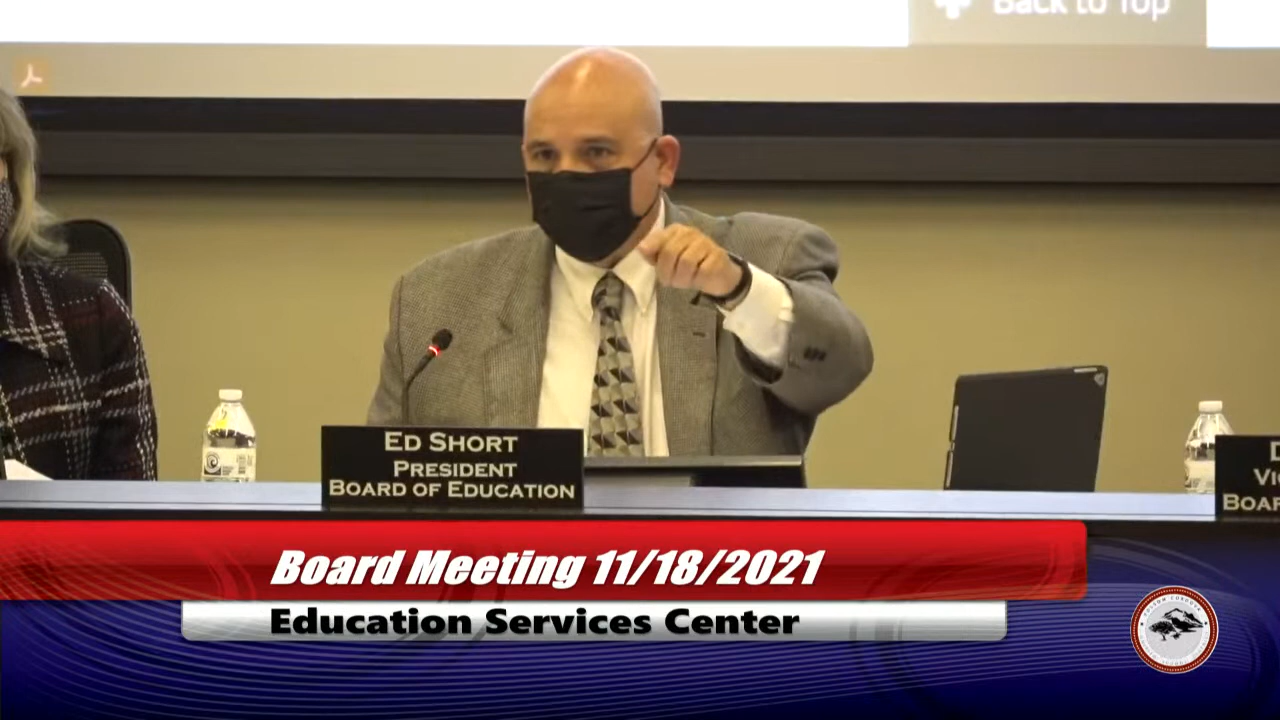 Back to Top
ED SHORT
PRESIDENT
BOARD OF EDUCATION
Board Meeting 11/18/2021
Education Services Center